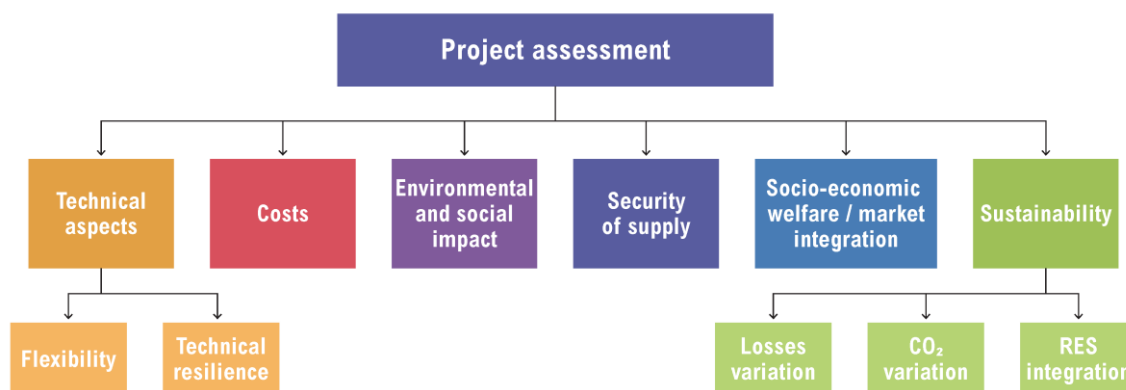 Project assessment
Technical
aspects
Costs
Environmental
and social
impact
Security
of supply
Socio-economic
welfare / market
integration
Sustainability
Flexibility
Technical
resilience
Losses
variation
CO₂
variation
RES
integration